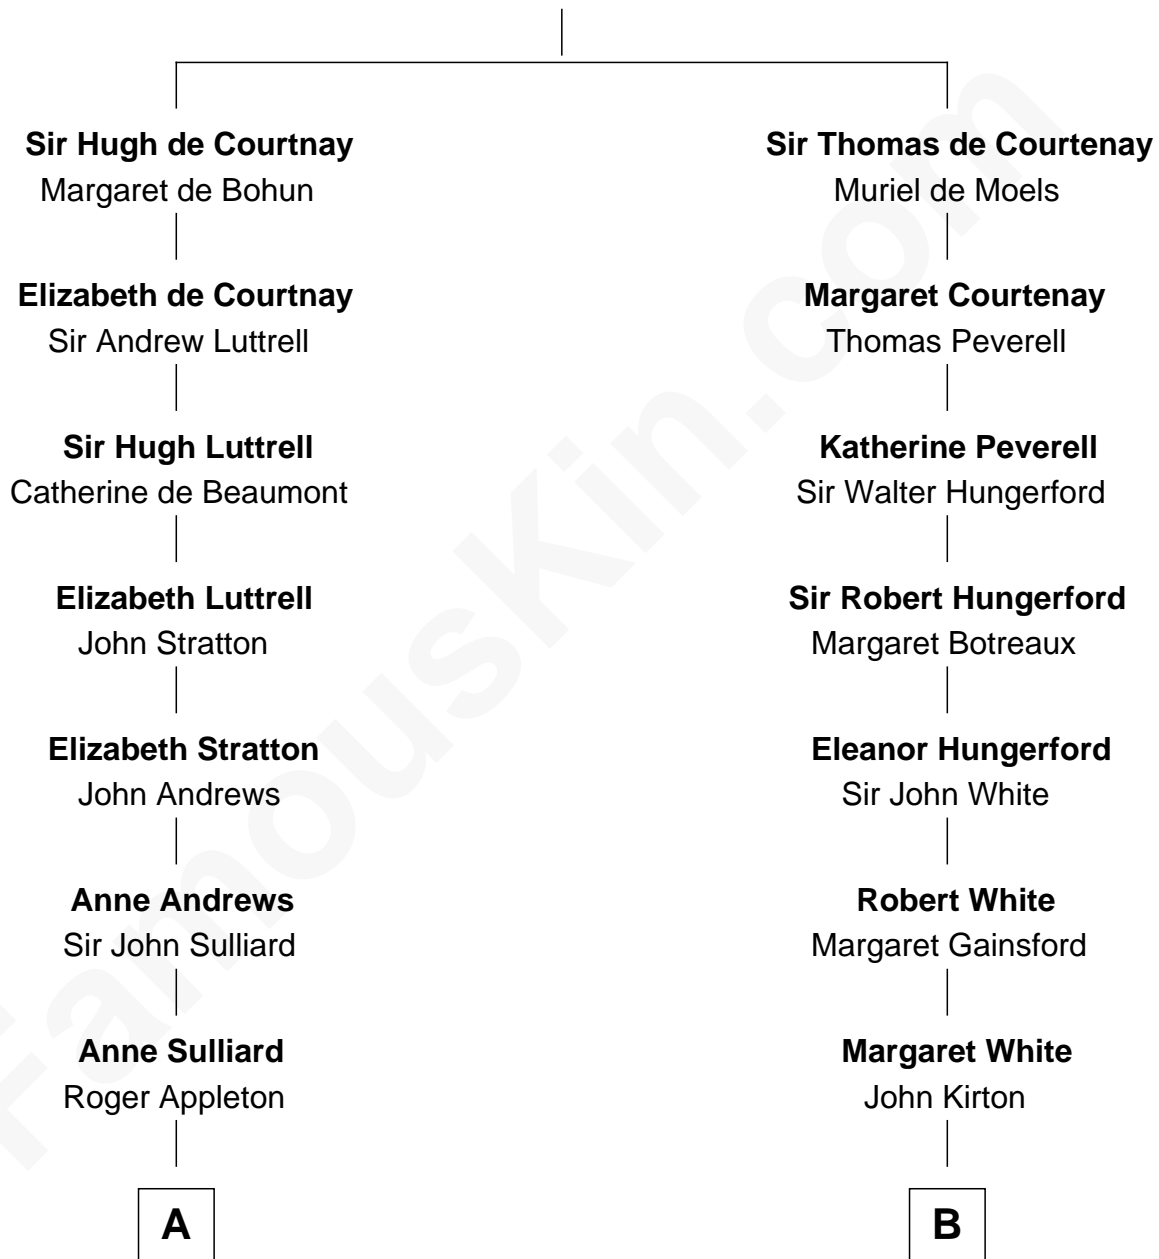 Sir Hugh de Courtnay
Margaret de Bohun
Elizabeth de Courtnay
Sir Andrew Luttrell
Sir Hugh Luttrell
Catherine de Beaumont
Elizabeth Luttrell
John Stratton
Elizabeth Stratton
John Andrews
Anne Andrews
Sir John Sulliard
Anne Sulliard
Roger Appleton
A
Sir Thomas de Courtenay
Muriel de Moels
Margaret Courtenay
Thomas Peverell
Katherine Peverell
Sir Walter Hungerford
Sir Robert Hungerford
Margaret Botreaux
Eleanor Hungerford
Sir John White
Robert White
Margaret Gainsford
Margaret White
John Kirton
B
FamousKin.com